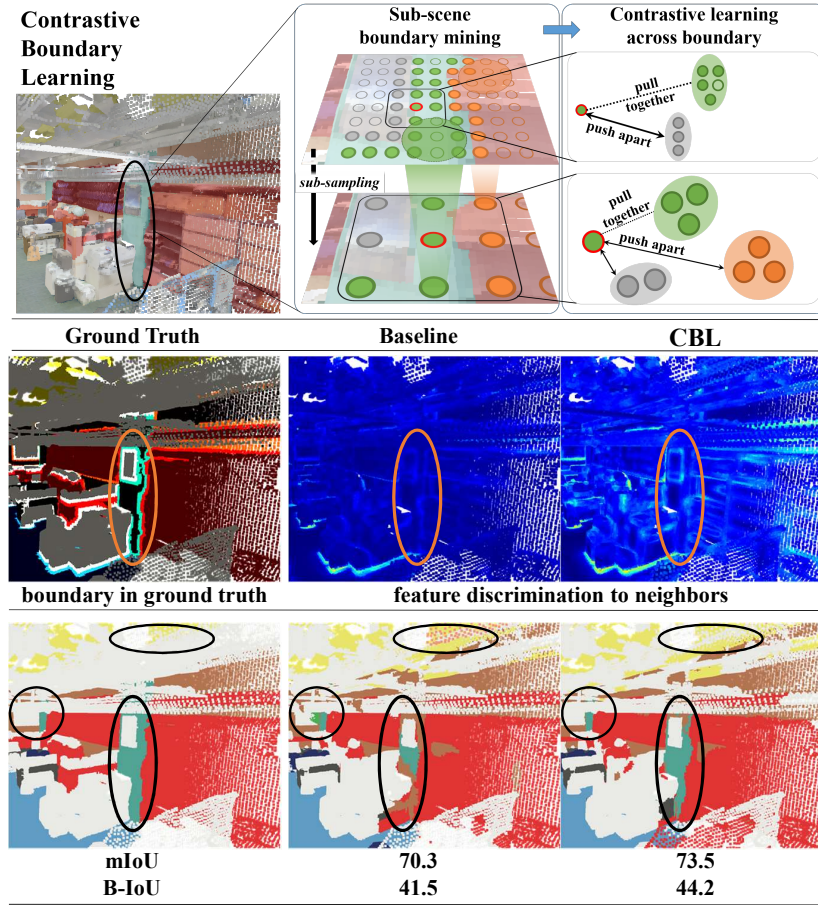 Contrastive
Boundary
Learning
Sub-scene
boundary mining
Contrastive learning
across boundary
sub-sampling
pull
together
push apart
pull
together
push apart
Ground Truth
Baseline
CBL
boundary in ground truth
feature discrimination to neighbors
mIoU 70.3 73.5
B-IoU 41.5 44.2